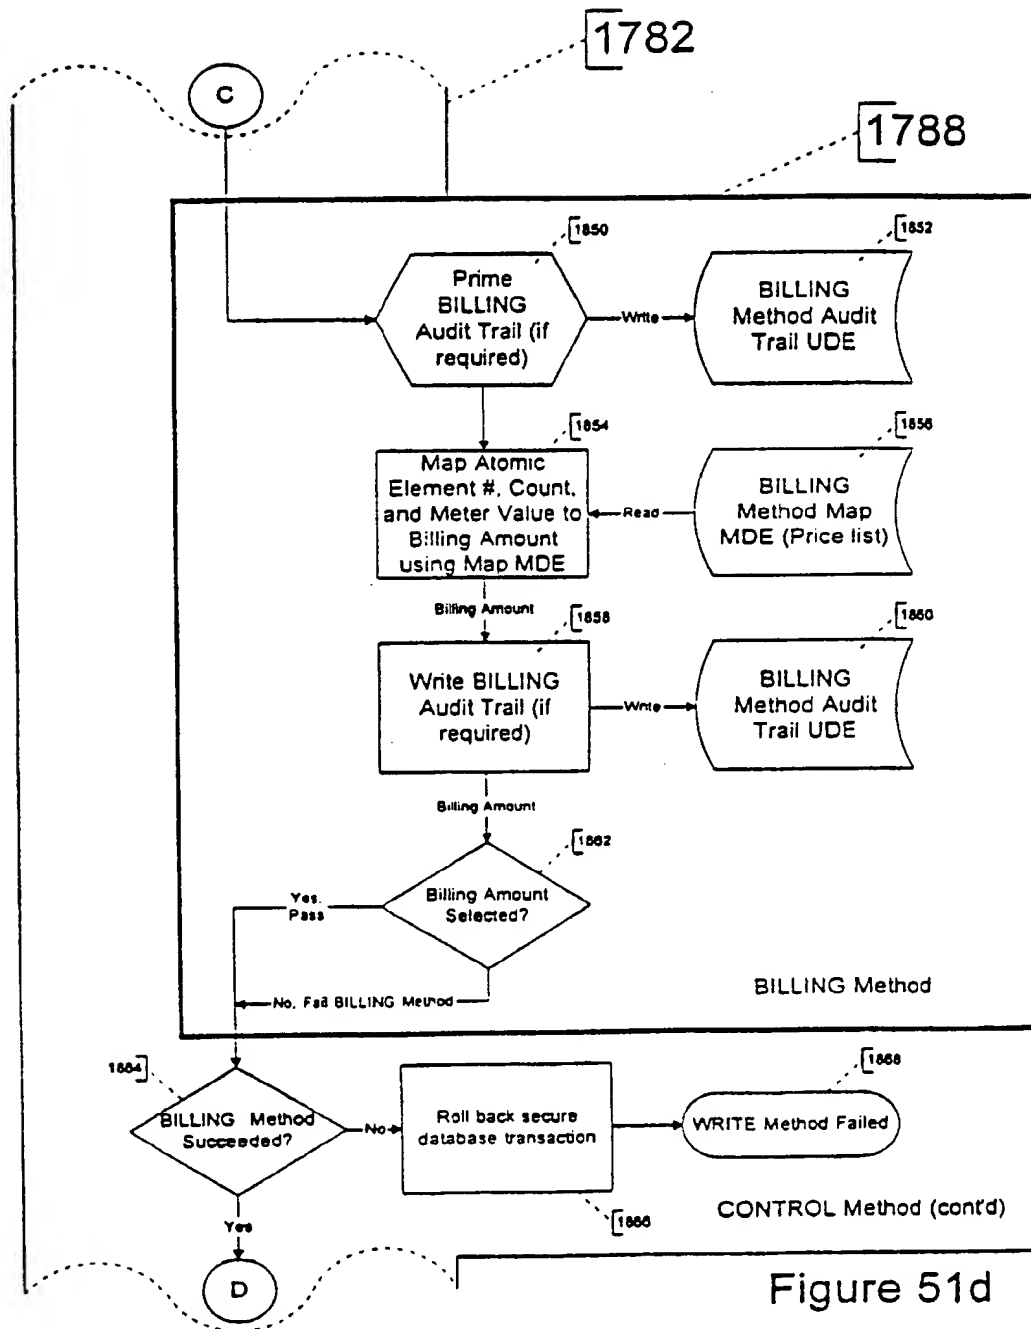 1782
C
1788
1850
1852
Prime
BILLING
Audit Trail (if
required)
Write
BILLING
Method Audit
Trail UDE
1854
1856
Map Atomic
Element #, Count,
and Meter Value to
Billing Amount
using Map MDE
Read
BILLING
Method Map
MDE (Price list)
Billing Amount
1858
1860
Write BILLING
Audit Trail (if
required)
Write
BILLING
Method Audit
Trail UDE
Billing Amount
1862
Yes,
Pass
Billing Amount
Selected?
No, Fail BILLING Method
BILLING Method
1864
1868
BILLING Method
Succeeded?
No
Roll back secure
database transaction
WRITE Method Failed
1866
CONTROL Method (cont'd)
Yes
D
Figure 51d